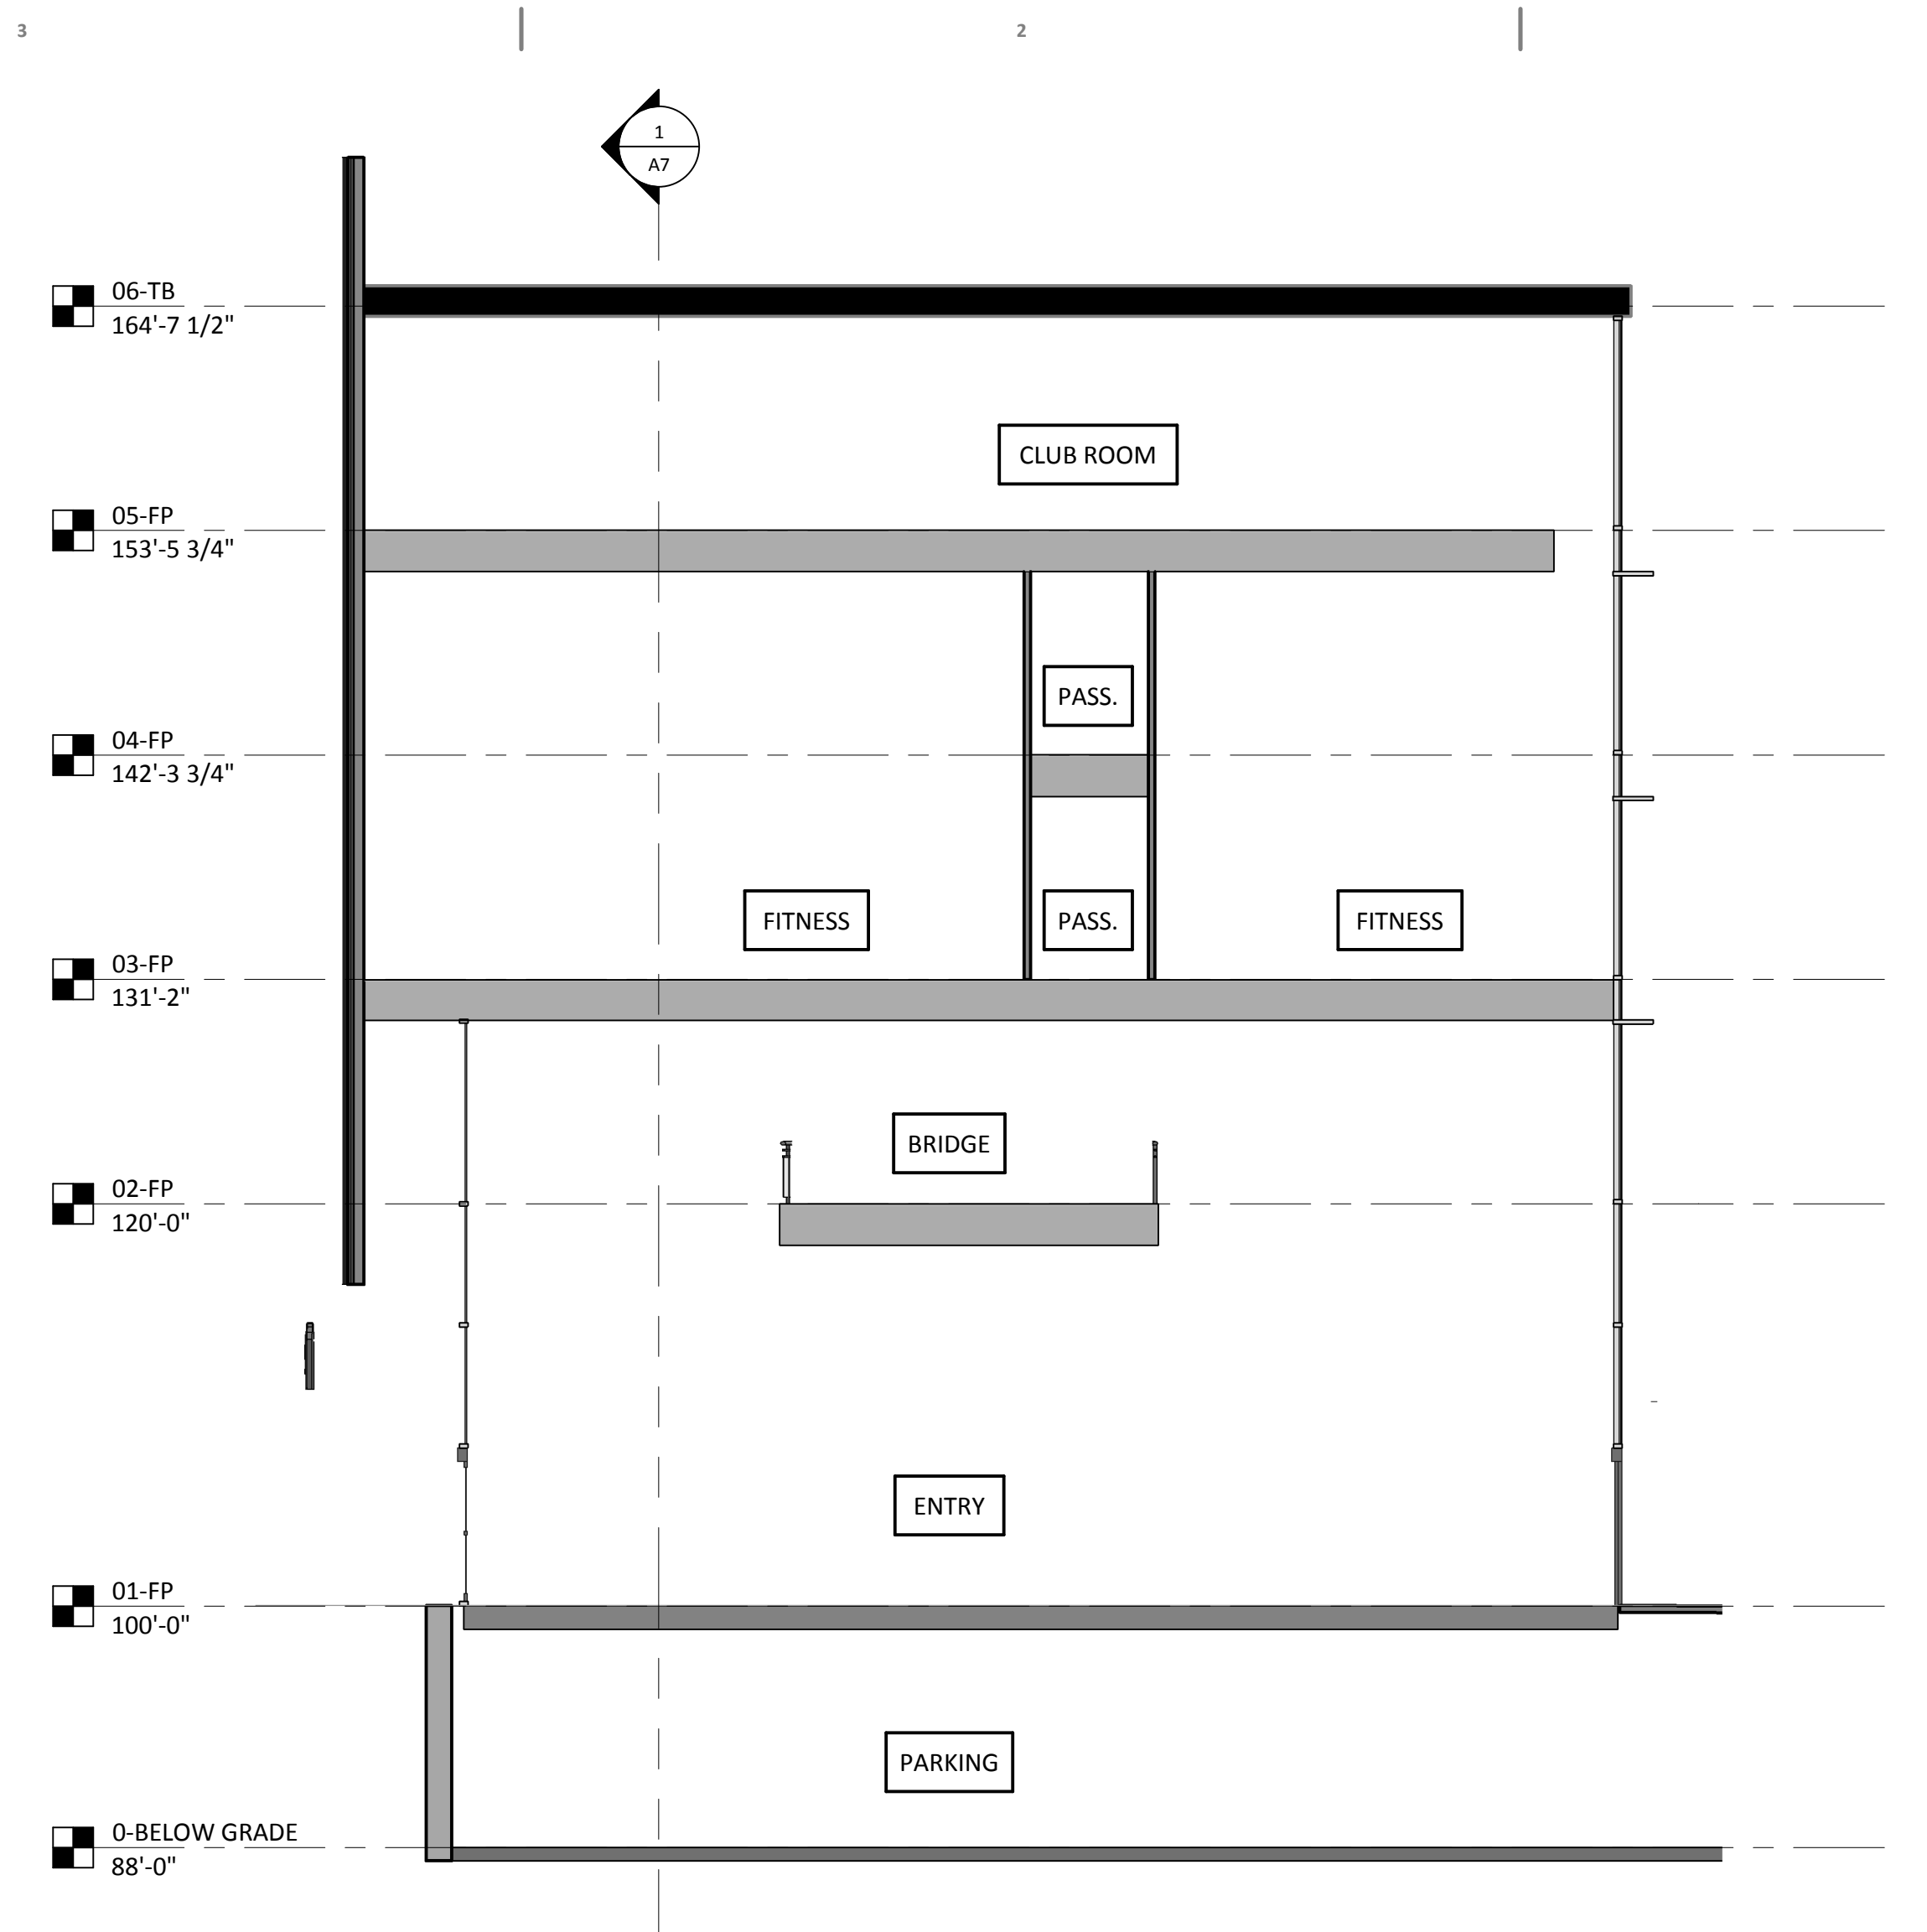 3
2
1
A7
06-TB
164'-7 1/2"
CLUB ROOM
05-FP
153'-5 3/4"
PASS.
04-FP
142'-3 3/4"
FITNESS
PASS.
FITNESS
03-FP
131'-2"
BRIDGE
02-FP
120'-0"
ENTRY
01-FP
100'-0"
PARKING
0-BELOW GRADE
88'-0"